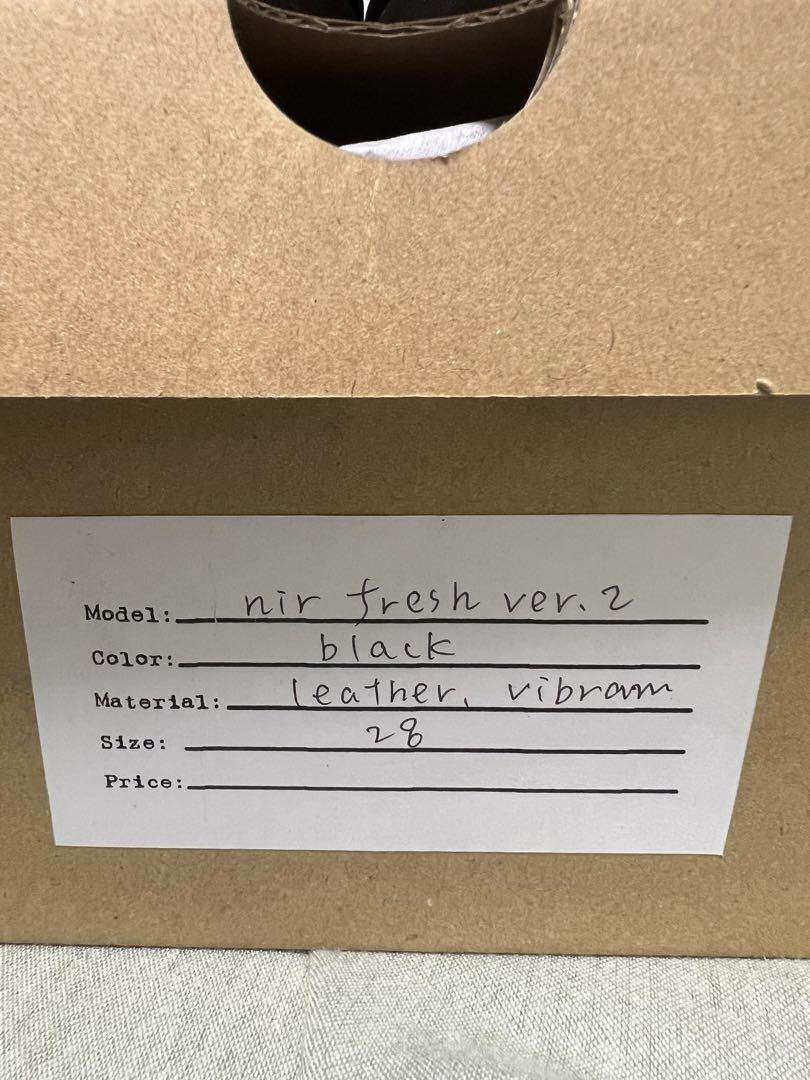 Model: nir fresh ver.2
Color: black
Material: leather, vibram
Size: 28
Price: